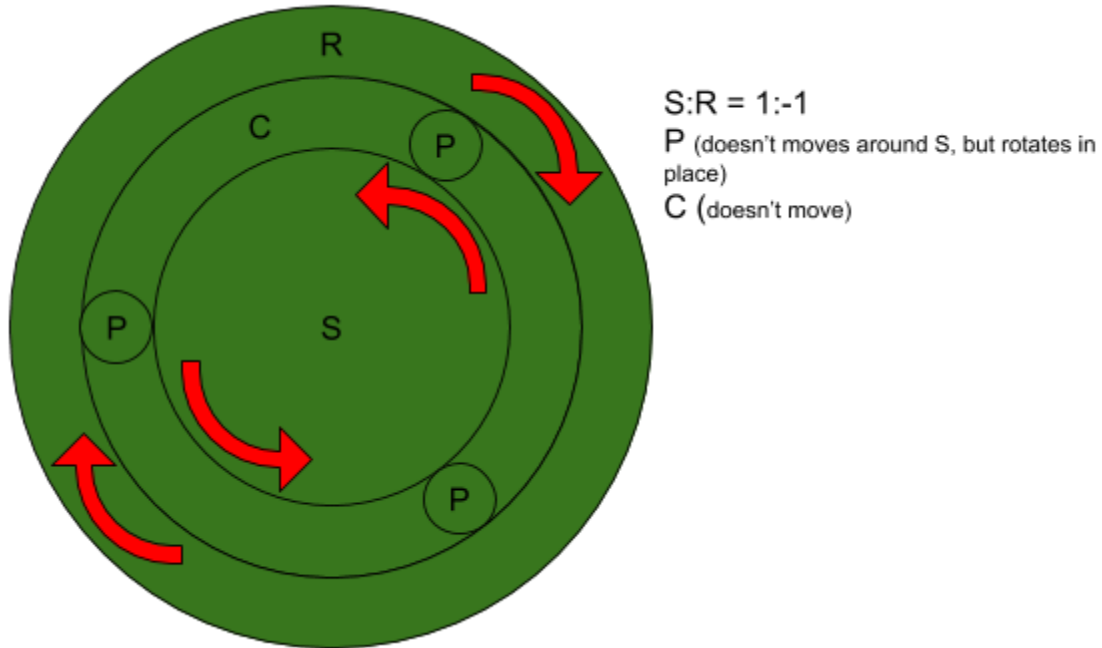 R
C
P
P
S
P
S:R = 1:-1
P (doesn't moves around S, but rotates in
place)
C (doesn't move)